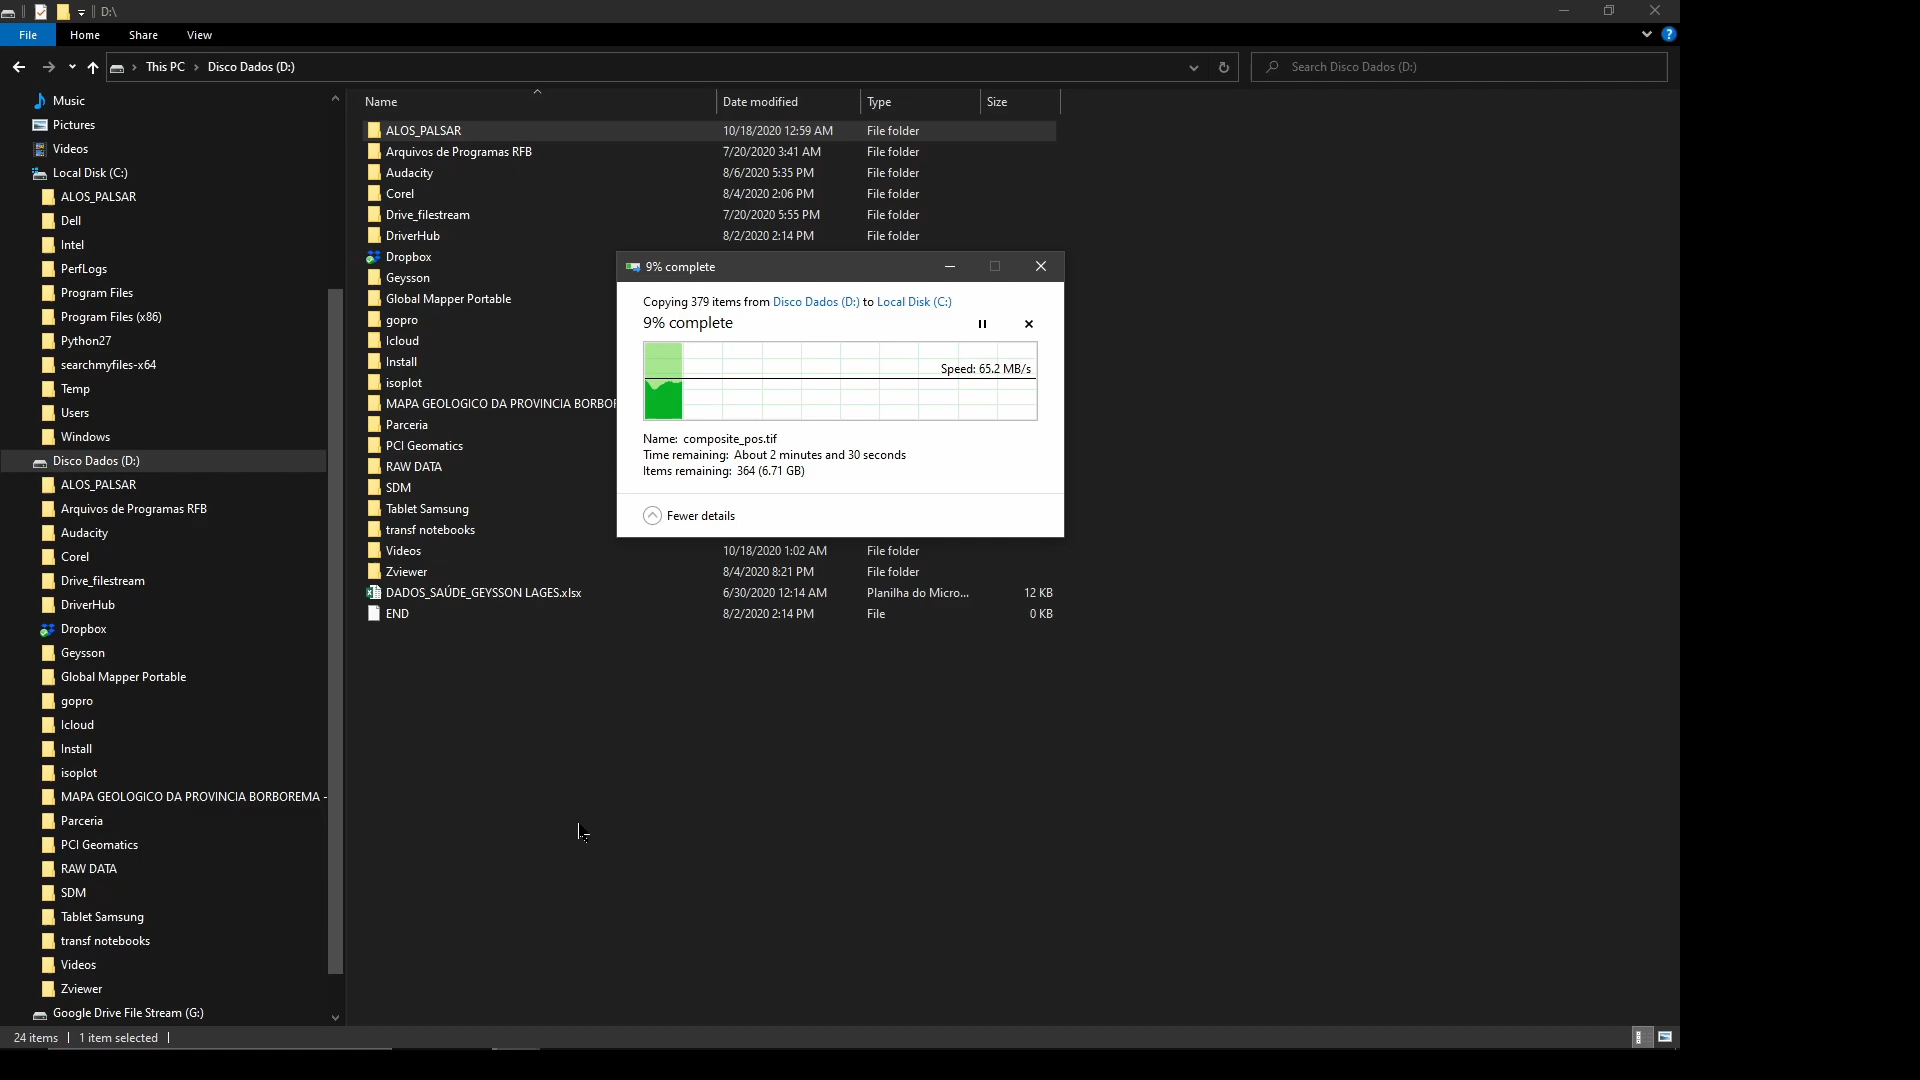 D:\
File Home Share View
This PC > Disco Dados (D:)
Search Disco Dados (D:)
Music
Pictures
Videos
Local Disk (C:)
ALOS_PALSAR
Dell
Intel
PerfLogs
Program Files
Program Files (x86)
Python27
searchmyfiles-x64
Temp
Users
Windows
Disco Dados (D:)
ALOS_PALSAR
Arquivos de Programas RFB
Audacity
Corel
Drive_filestream
DriverHub
Dropbox
Geysson
Global Mapper Portable
gopro
Icloud
Install
isoplot
MAPA GEOLOGICO DA PROVINCIA BORBOREMA -
Parceria
PCI Geomatics
RAW DATA
SDM
Tablet Samsung
transf notebooks
Videos
Zviewer
Google Drive File Stream (G:)
Name Date modified Type Size
ALOS_PALSAR 10/18/2020 12:59 AM File folder
Arquivos de Programas RFB 7/20/2020 3:41 AM File folder
Audacity 8/6/2020 5:35 PM File folder
Corel 8/4/2020 2:06 PM File folder
Drive_filestream 7/20/2020 5:55 PM File folder
DriverHub 8/2/2020 2:14 PM File folder
Dropbox
Geysson
Global Mapper Portable
gopro
Icloud
Install
isoplot
MAPA GEOLOGICO DA PROVINCIA BORBOR
Parceria
PCI Geomatics
RAW DATA
SDM
Tablet Samsung
transf notebooks
Videos 10/18/2020 1:02 AM File folder
Zviewer 8/4/2020 8:21 PM File folder
DADOS_SAÚDE_GEYSSON LAGES.xlsx 6/30/2020 12:14 AM Planilha do Micro... 12 KB
END 8/2/2020 2:14 PM File 0 KB
9% complete
Copying 379 items from Disco Dados (D:) to Local Disk (C:)
9% complete
Speed: 65.2 MB/s
Name: composite_pos.tif
Time remaining: About 2 minutes and 30 seconds
Items remaining: 364 (6.71 GB)
Fewer details
24 items 1 item selected